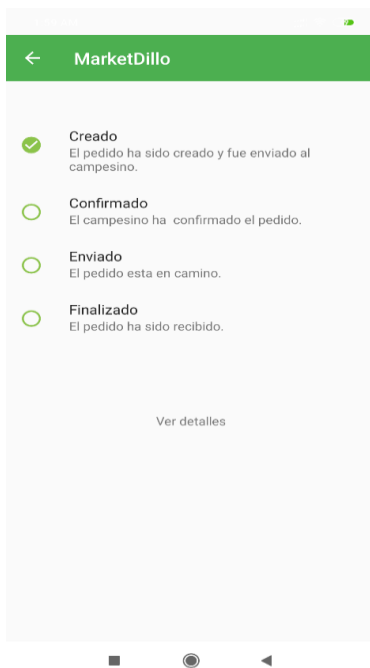 MarketDillo
Creado
El pedido ha sido creado y fue enviado al
campesino.
Confirmado
El campesino ha  confirmado el pedido.
Enviado
El pedido esta en camino.
Finalizado
El pedido ha sido recibido.
Ver detalles